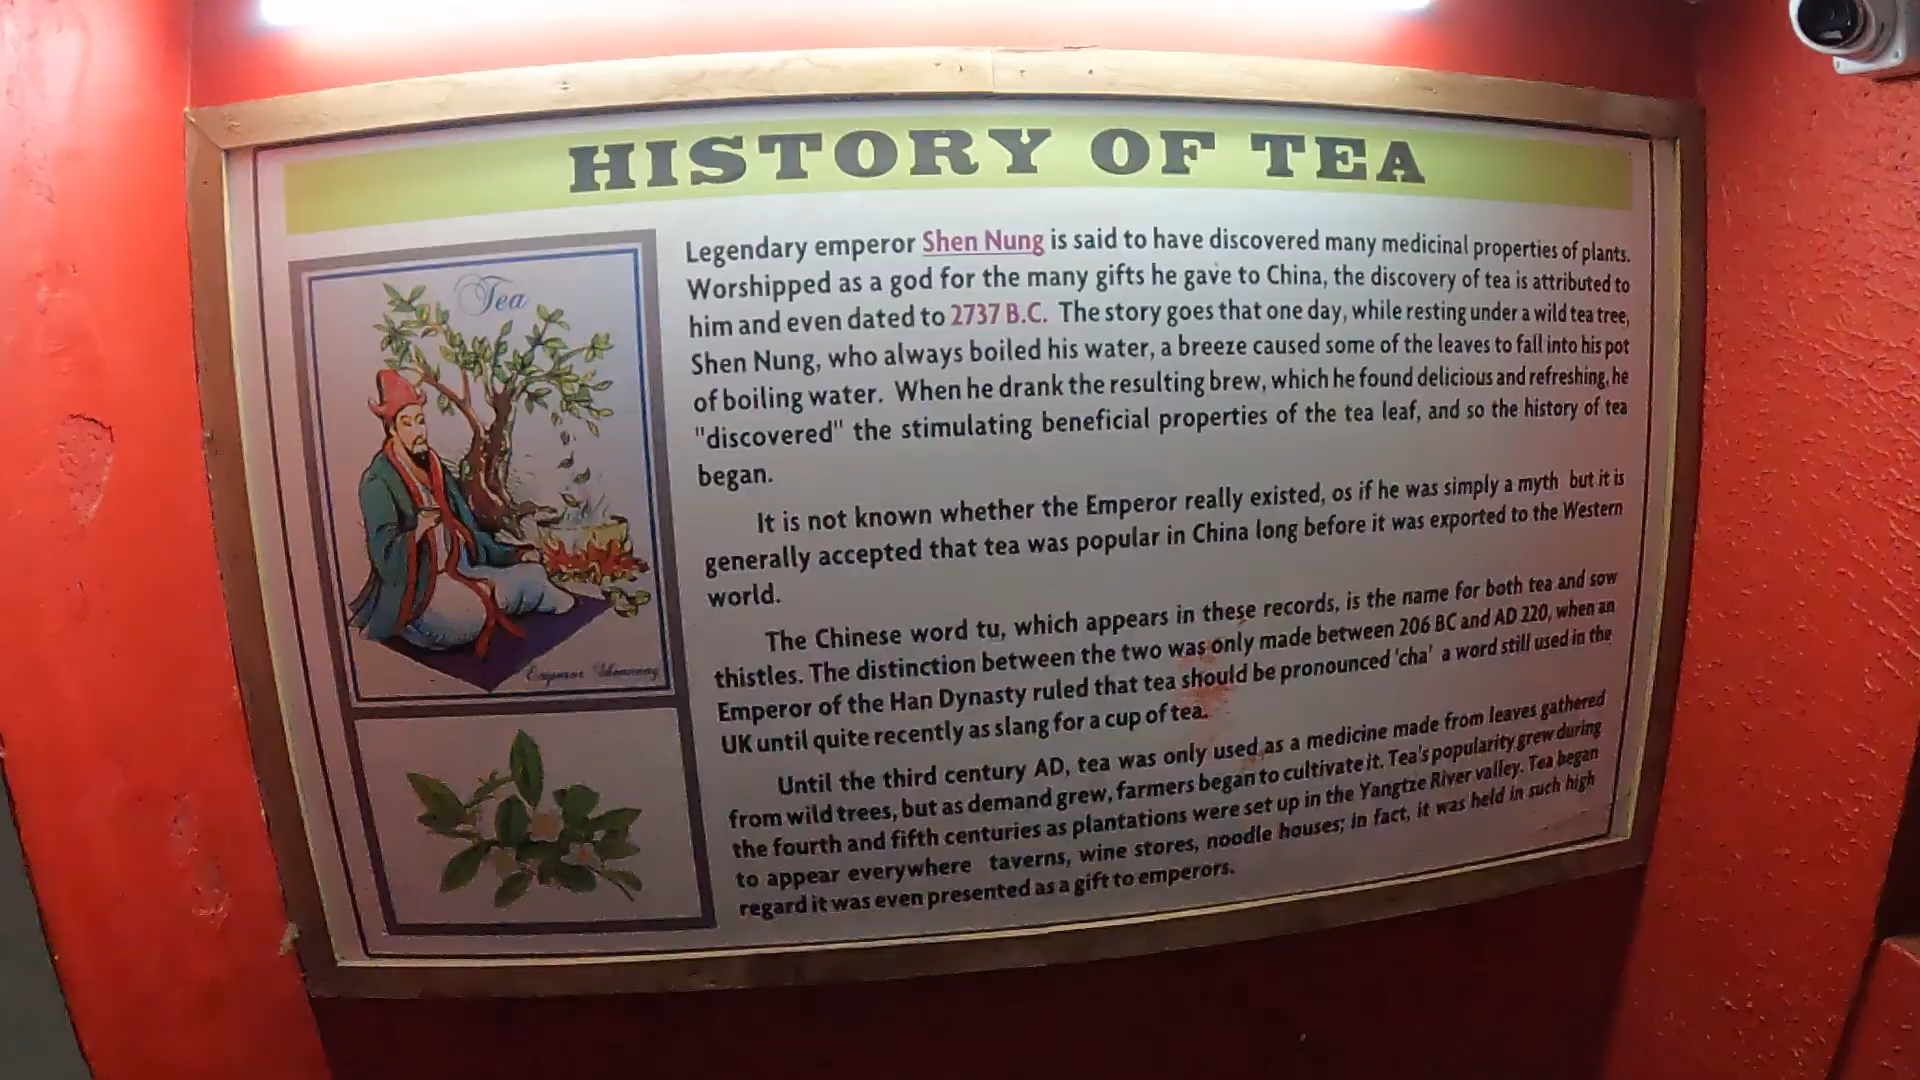 HISTORY OF TEA
Tea
Legendary emperor Shen Nung is said to have discovered many medicinal properties of plants.
Worshipped as a god for the many gifts he gave to China, the discovery of tea is attributed to
him and even dated to 2737 B.C. The story goes that one day, while resting under a wild tea tree,
Shen Nung, who always boiled his water, a breeze caused some of the leaves to fall into his pot
of boiling water. When he drank the resulting brew, which he found delicious and refreshing, he
"discovered" the stimulating beneficial properties of the tea leaf, and so the history of tea
began.
It is not known whether the Emperor really existed, os if he was simply a myth but it is
generally accepted that tea was popular in China long before it was exported to the Western
world.
The Chinese word tu, which appears in these records, is the name for both tea and sow
thistles. The distinction between the two was only made between 206 BC and AD 220, when an
Emperor of the Han Dynasty ruled that tea should be pronounced 'cha' a word still used in the
UK until quite recently as slang for a cup of tea.
Until the third century AD, tea was only used as a medicine made from leaves gathered
from wild trees, but as demand grew, farmers began to cultivate it. Tea's popularity grew during
the fourth and fifth centuries as plantations were set up in the Yangtze River valley. Tea began
to appear everywhere taverns, wine stores, noodle houses; in fact, it was held in such high
regard it was even presented as a gift to emperors.
Emperor